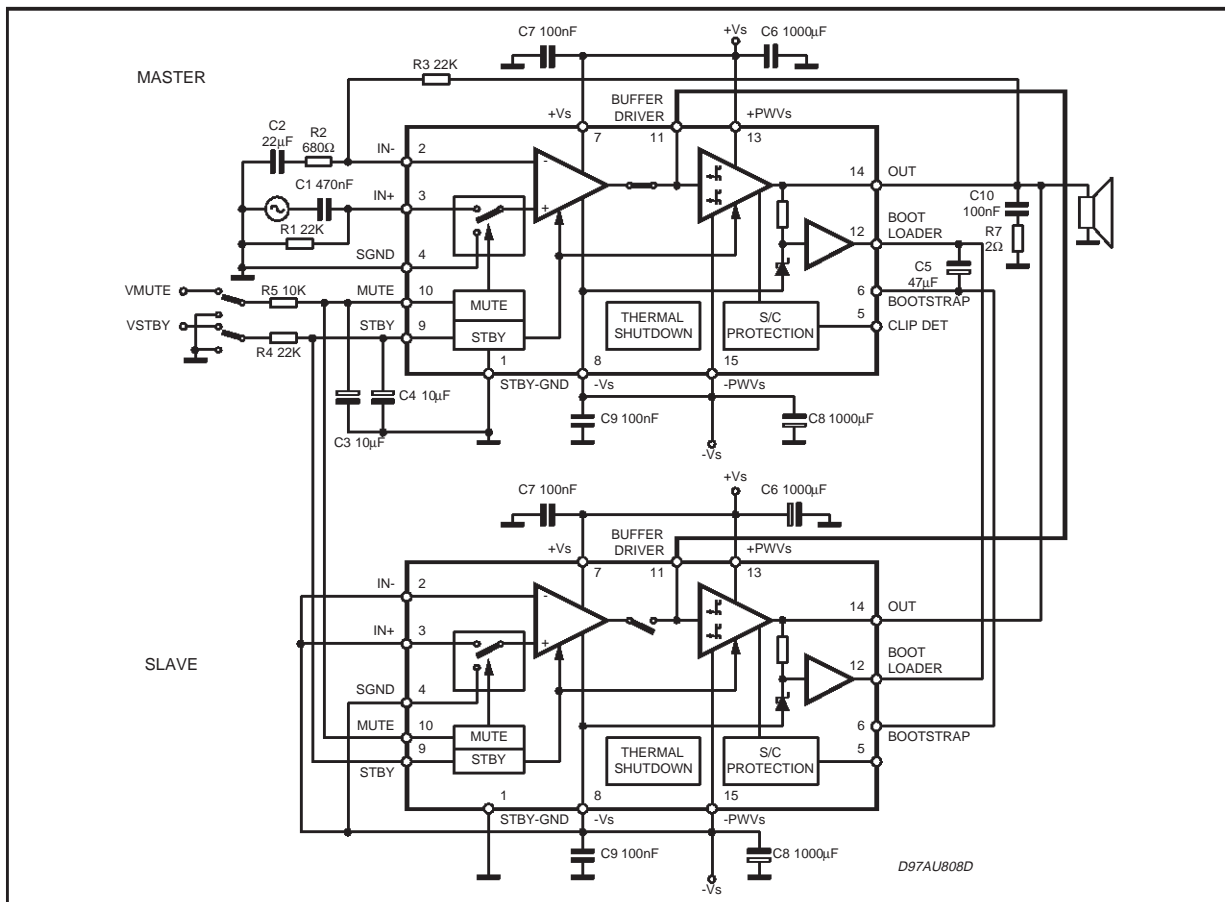 C7 100nF
+Vs
C6 1000µF
MASTER
R3 22K
BUFFER
DRIVER
+Vs
+PWVs
7
11
13
C2
22µF
R2
680Ω
IN-
2
-
C1 470nF
IN+
3
+
14
OUT
R1 22K
C10
100nF
R7
2Ω
BOOT
LOADER
12
SGND
4
C5
47µF
VMUTE
R5 10K
MUTE
10
MUTE
6
BOOTSTRAP
VSTBY
STBY
9
STBY
THERMAL
SHUTDOWN
S/C
PROTECTION
5
CLIP DET
R4 22K
1
8
15
STBY-GND
-Vs
-PWVs
C4 10µF
C3 10µF
C9 100nF
C8 1000µF
-Vs
C7 100nF
+Vs
C6 1000µF
BUFFER
DRIVER
+Vs
+PWVs
7
11
13
IN-
2
-
14
OUT
IN+
3
+
SLAVE
BOOT
LOADER
12
SGND
4
6
BOOTSTRAP
MUTE
10
MUTE
9
STBY
STBY
THERMAL
SHUTDOWN
S/C
PROTECTION
5
1
8
15
STBY-GND
-Vs
-PWVs
C9 100nF
C8 1000µF
-Vs
D97AU808D